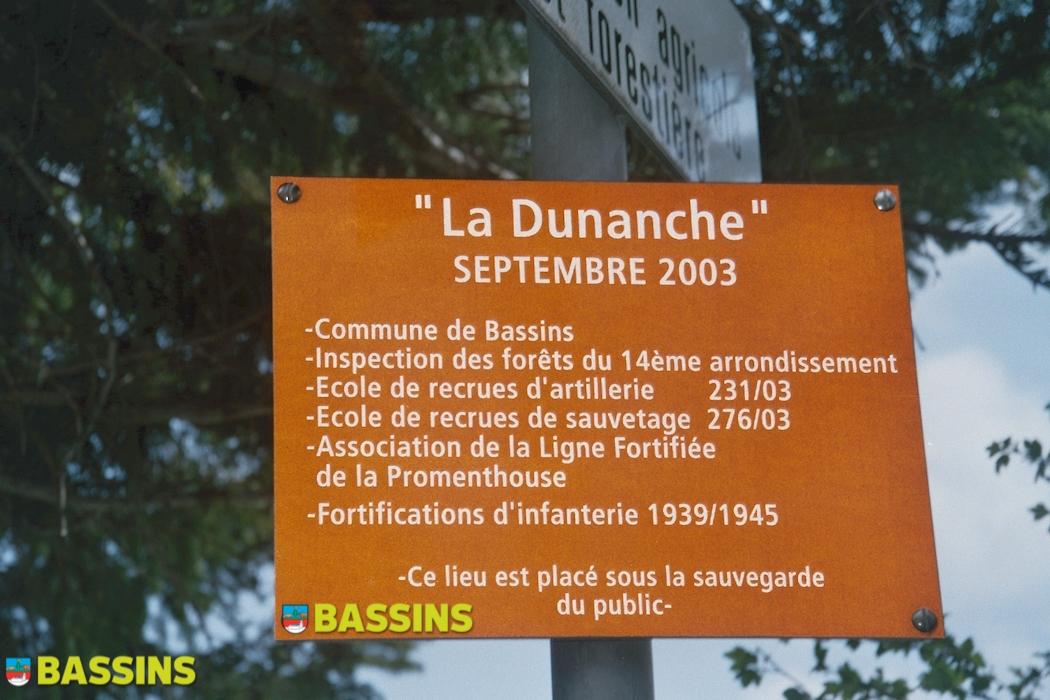 forestière
"La Dunanche"
SEPTEMBRE 2003
-Commune de Bassins
-Inspection des forêts du 14ème arrondissement
-Ecole de recrues d'artillerie 231/03
-Ecole de recrues de sauvetage 276/03
-Association de la Ligne Fortifiée
de la Promenthouse
-Fortifications d'infanterie 1939/1945
-Ce lieu est placé sous la sauvegarde
du public-
BASSINS
BASSINS